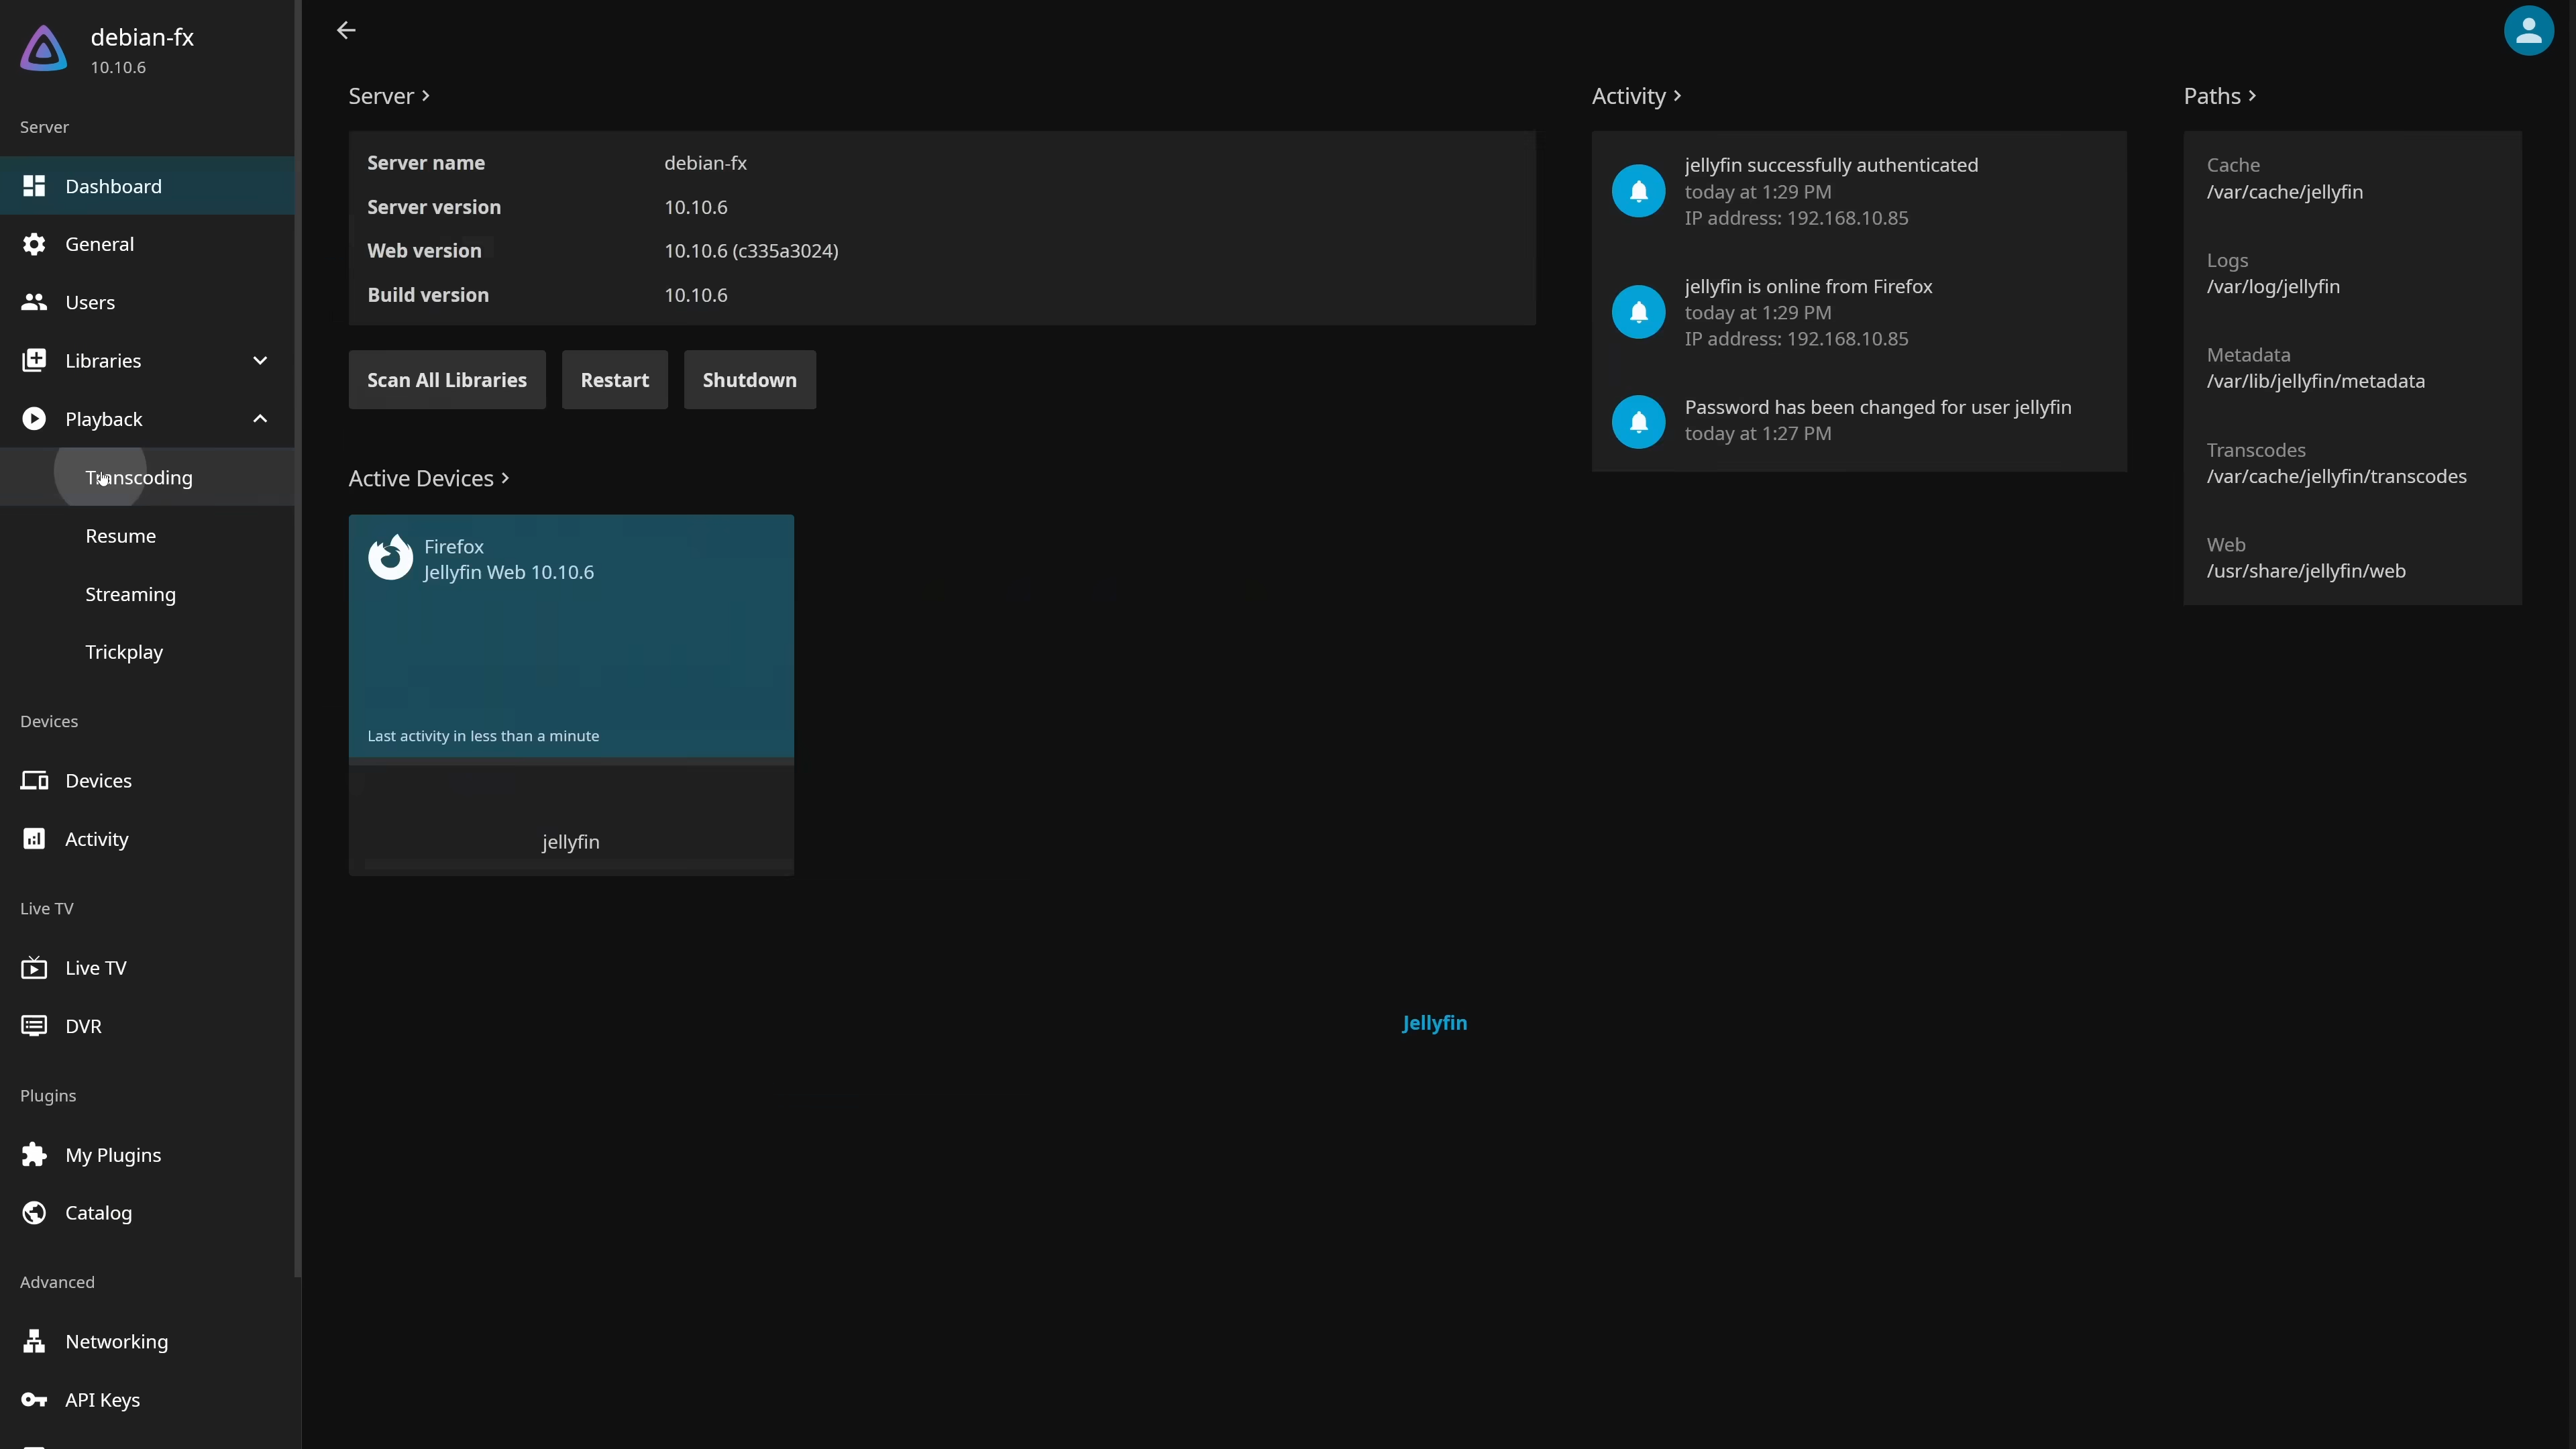 debian-fx
10.10.6
Server
Dashboard
General
Users
Libraries
Playback
Transcoding
Resume
Streaming
Trickplay
Devices
Devices
Activity
Live TV
Live TV
DVR
Plugins
My Plugins
Catalog
Advanced
Networking
API Keys
Server
Server name debian-fx
Server version 10.10.6
Web version 10.10.6 (c335a3024)
Build version 10.10.6
Scan All Libraries Restart Shutdown
Active Devices
Firefox
Jellyfin Web 10.10.6
Last activity in less than a minute
jellyfin
Activity
jellyfin successfully authenticated
today at 1:29 PM
IP address: 192.168.10.85
jellyfin is online from Firefox
today at 1:29 PM
IP address: 192.168.10.85
Password has been changed for user jellyfin
today at 1:27 PM
Paths
Cache
/var/cache/jellyfin
Logs
/var/log/jellyfin
Metadata
/var/lib/jellyfin/metadata
Transcodes
/var/cache/jellyfin/transcodes
Web
/usr/share/jellyfin/web
Jellyfin